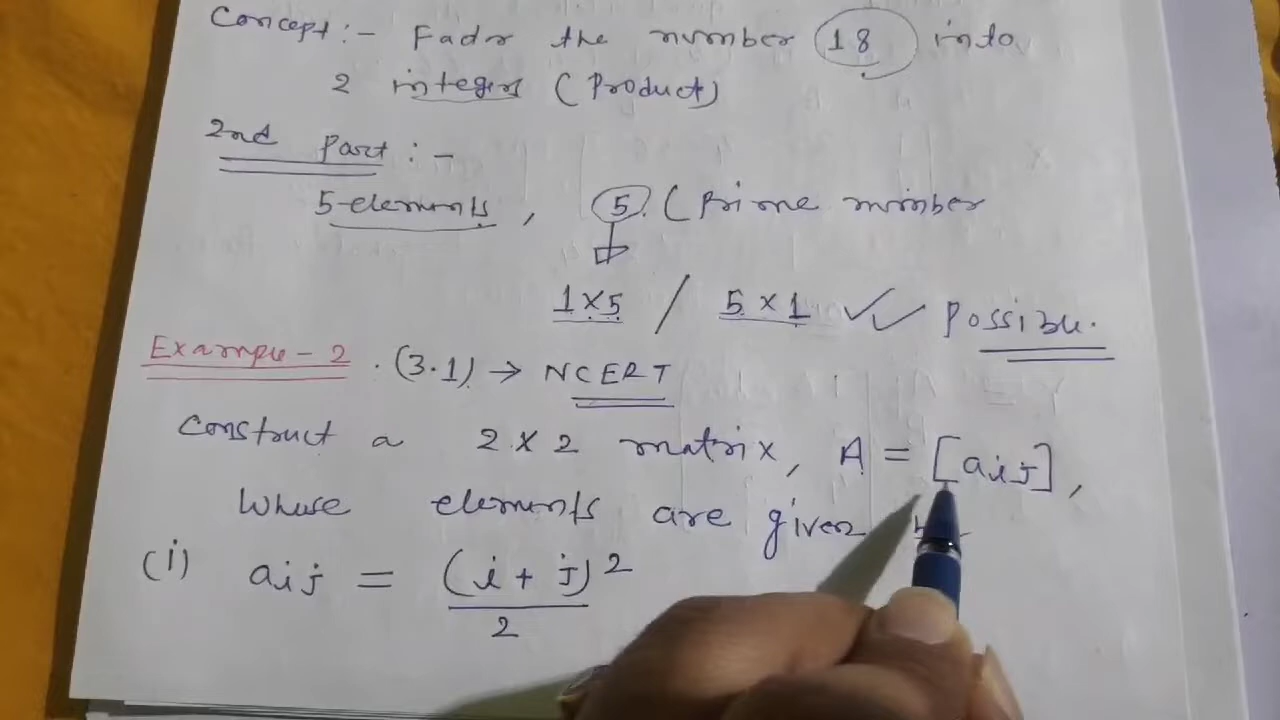 Concept :- Factor the number 18 into
2 integers (Product)
2nd Part : -
5-elements, 5. (Prime number
1×5 / 5×1 ✓✓ Possible.
Example - 2 . (3.1) → NCERT
Construct a 2×2 matrix, A = [aij],
Whose elements are given
(i) aij = (i + j)²
2